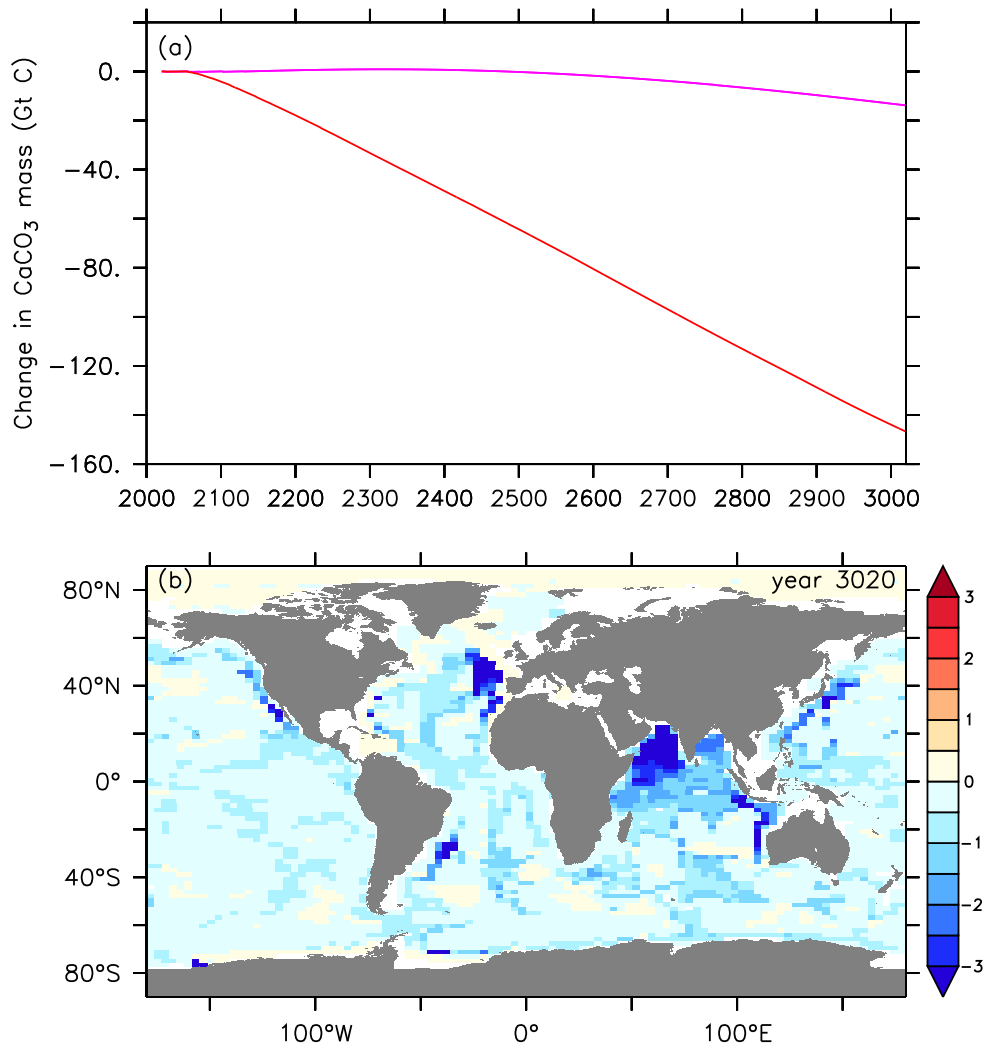 (a)
Change in CaCO₃ mass (Gt C)
0.
−40.
−80.
−120.
−160.
2000 2100 2200 2300 2400 2500 2600 2700 2800 2900 3000
(b)
year 3020
80°N
40°N
0°
40°S
80°S
100°W 0° 100°E
3
2
1
0
−1
−2
−3